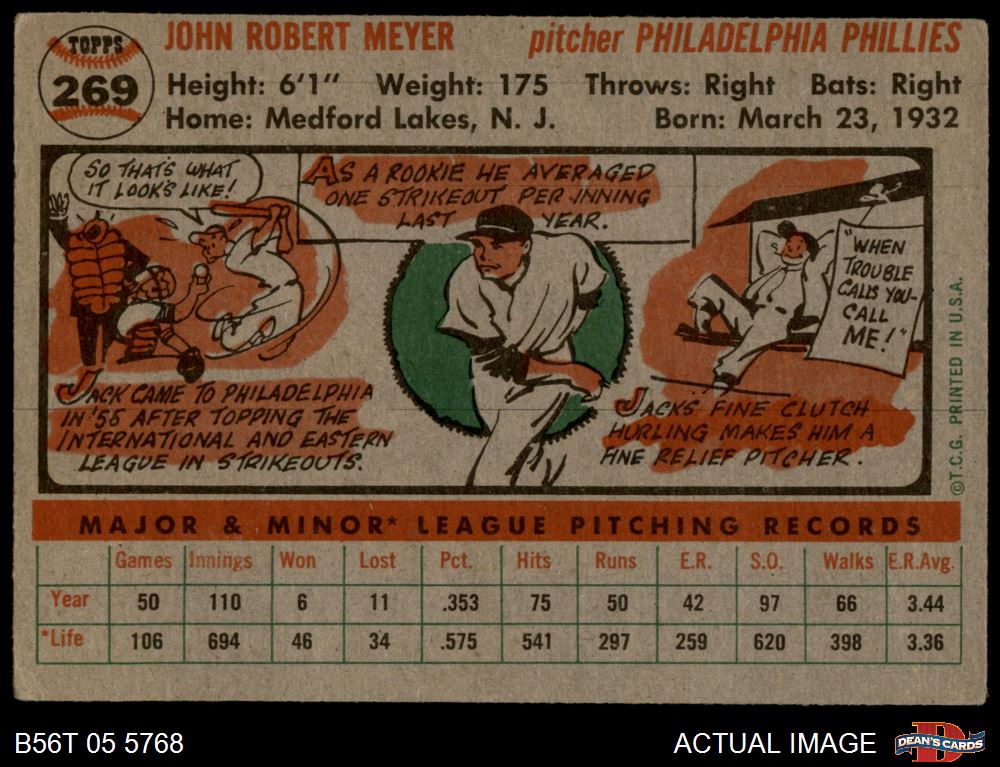 TOPPS
269
JOHN ROBERT MEYER pitcher PHILADELPHIA PHILLIES
Height: 6'1" Weight: 175 Throws: Right Bats: Right
Home: Medford Lakes, N. J. Born: March 23, 1932
SO THAT'S WHAT
IT LOOKS LIKE!
AS A ROOKIE HE AVERAGED
ONE STRIKEOUT PER INNING
LAST YEAR.
"WHEN
TROUBLE
CALLS YOU-
CALL
ME!"
JACK CAME TO PHILADELPHIA
IN '55 AFTER TOPPING THE
INTERNATIONAL AND EASTERN
LEAGUE IN STRIKEOUTS.
JACKS FINE CLUTCH
HURLING MAKES HIM A
FINE RELIEF PITCHER.
©T.C.G. PRINTED IN U.S.A.
MAJOR & MINOR* LEAGUE PITCHING RECORDS
Games Innings Won Lost Pct. Hits Runs E.R. S.O. Walks E.R.Avg.
Year 50 110 6 11 .353 75 50 42 97 66 3.44
*Life 106 694 46 34 .575 541 297 259 620 398 3.36
B56T 05 5768
ACTUAL IMAGE
D
DEAN'S CARDS